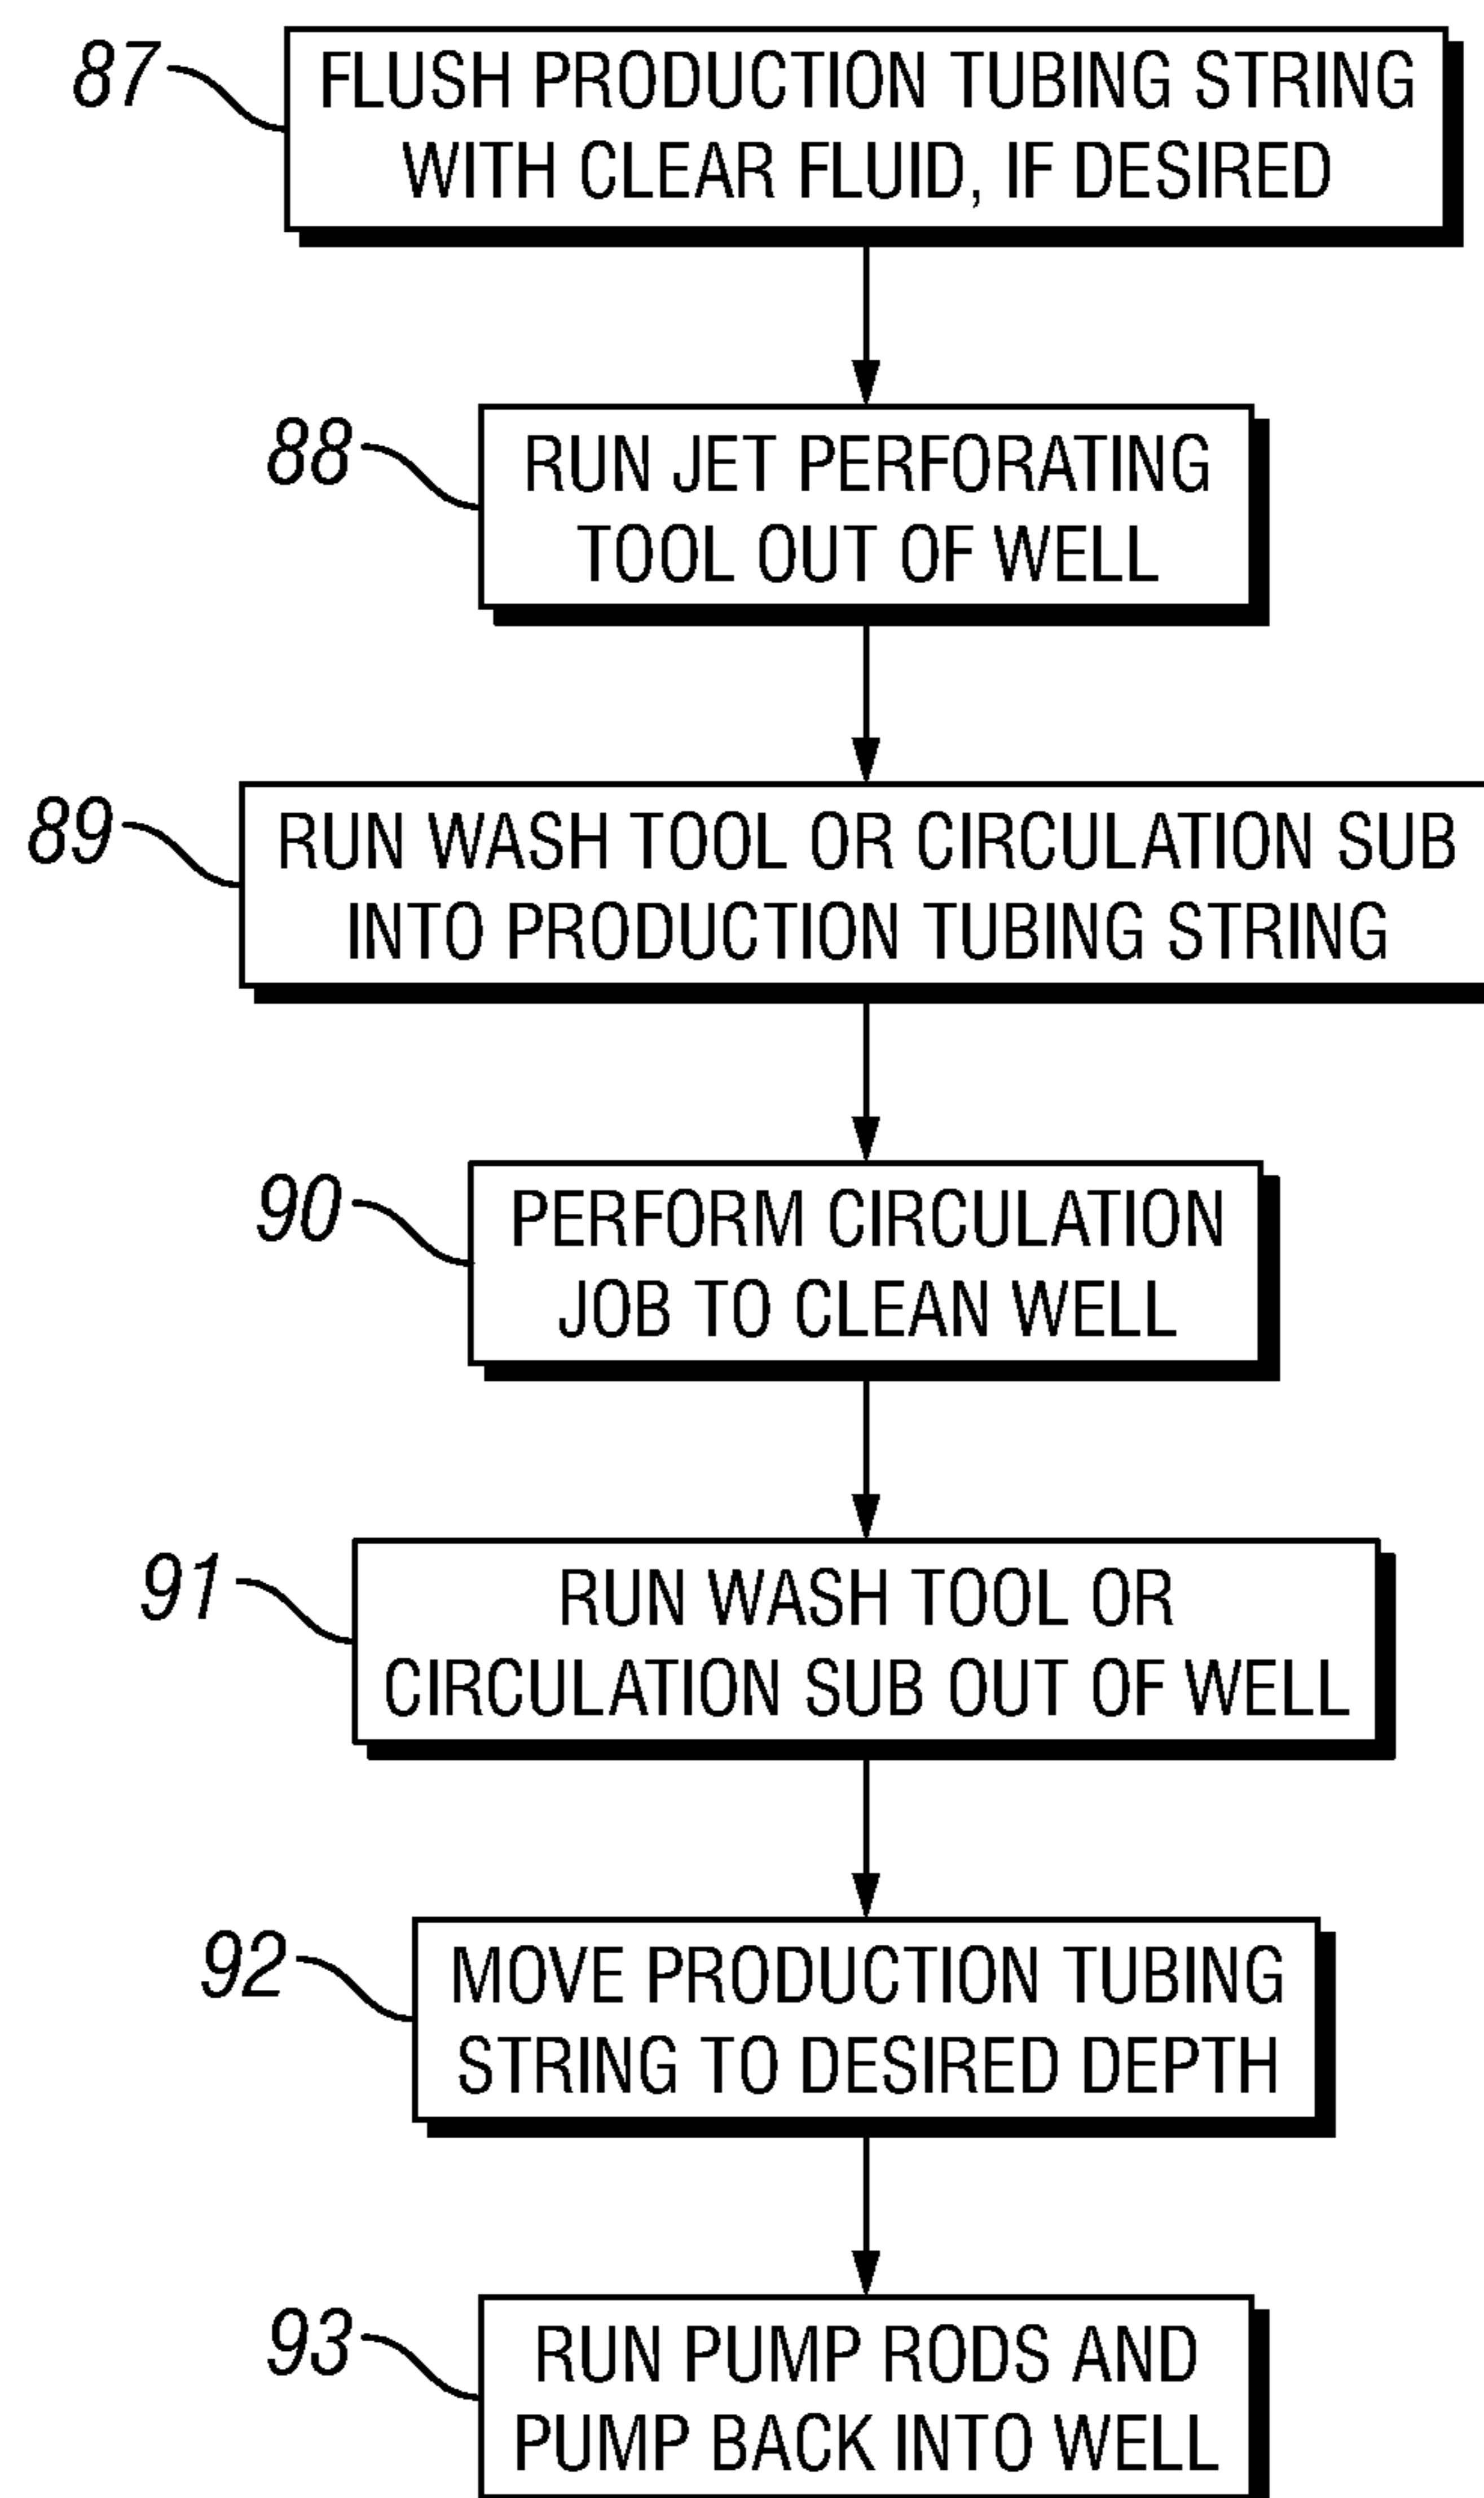 87
FLUSH PRODUCTION TUBING STRING
WITH CLEAR FLUID, IF DESIRED
88
RUN JET PERFORATING
TOOL OUT OF WELL
89
RUN WASH TOOL OR CIRCULATION SUB
INTO PRODUCTION TUBING STRING
90
PERFORM CIRCULATION
JOB TO CLEAN WELL
91
RUN WASH TOOL OR
CIRCULATION SUB OUT OF WELL
92
MOVE PRODUCTION TUBING
STRING TO DESIRED DEPTH
93
RUN PUMP RODS AND
PUMP BACK INTO WELL